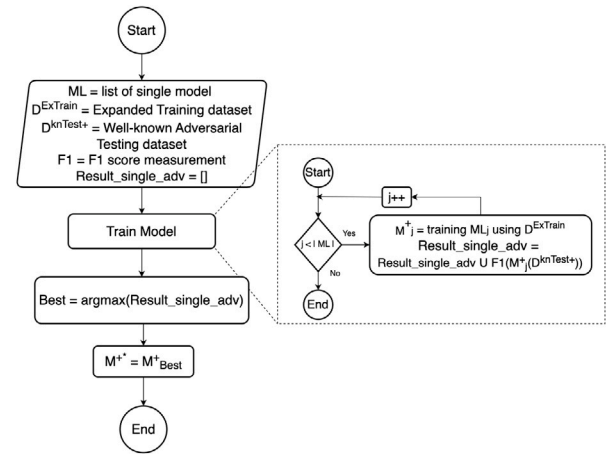 Start
ML = list of single model
D^ExTrain = Expanded Training dataset
D^knTest+ = Well-known Adversarial
Testing dataset
F1 = F1 score measurement
Result_single_adv = []
Train Model
Best = argmax(Result_single_adv)
M^+* = M^+_Best
End
Start
j++
j < | ML |
Yes
No
M^+_j = training ML_j using D^ExTrain
Result_single_adv =
Result_single_adv U F1(M^+_j(D^knTest+))
End